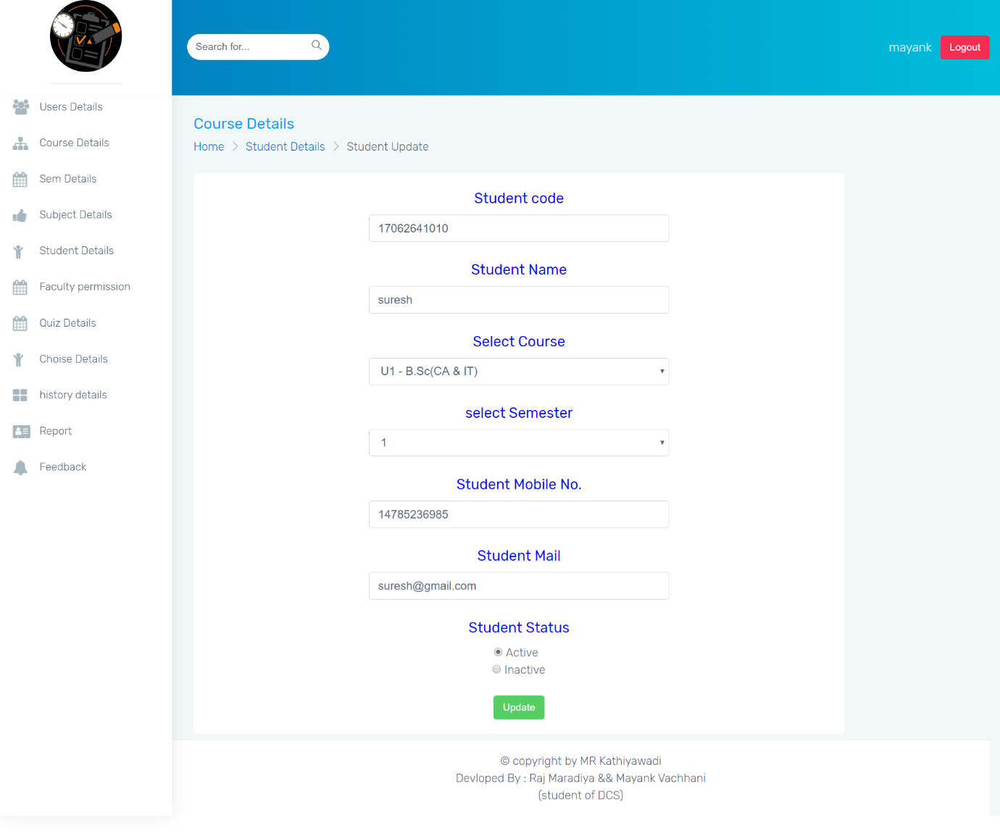 Search for...
mayank
Logout
Users Details
Course Details
Sem Details
Subject Details
Student Details
Faculty permission
Quiz Details
Choise Details
history details
Report
Feedback
Course Details
Home > Student Details > Student Update
Student code
17062641010
Student Name
suresh
Select Course
U1 - B.Sc(CA & IT)
select Semester
1
Student Mobile No.
14785236985
Student Mail
suresh@gmail.com
Student Status
Active
Inactive
Update
© copyright by MR Kathiyawadi
Devloped By : Raj Maradiya && Mayank Vachhani
(student of DCS)